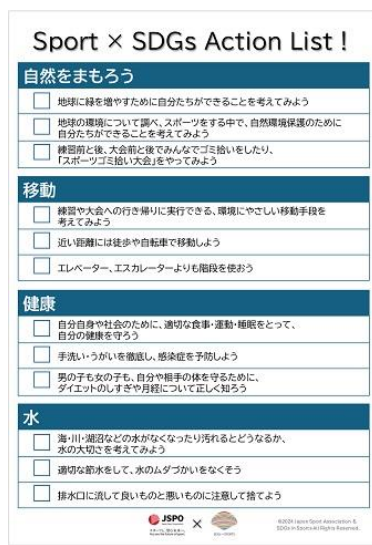 Sport × SDGs Action List !
自然をまもろう
地球に緑を増やすために自分たちができることを考えてみよう
地球の環境について調べ、スポーツをする中で、自然環境保護のために
自分たちができることを考えてみよう
練習前と後、大会前と後でみんなでゴミ拾いをしたり、
「スポーツゴミ拾い大会」をやってみよう
移動
練習や大会への行き帰りに実行できる、環境にやさしい移動手段を
考えてみよう
近い距離には徒歩や自転車で移動しよう
エレベーター、エスカレーターよりも階段を使おう
健康
自分自身や社会のために、適切な食事・運動・睡眠をとって、
自分の健康を守ろう
手洗い・うがいを徹底し、感染症を予防しよう
男の子も女の子も、自分や相手の体を守るために、
ダイエットのしすぎや月経について正しく知ろう
水
海・川・湖沼などの水がなくなったり汚れるとどうなるか、
水の大切さを考えてみよう
適切な節水をして、水のムダづかいをなくそう
排水口に流して良いものと悪いものに注意して捨てよう
JSPO
×